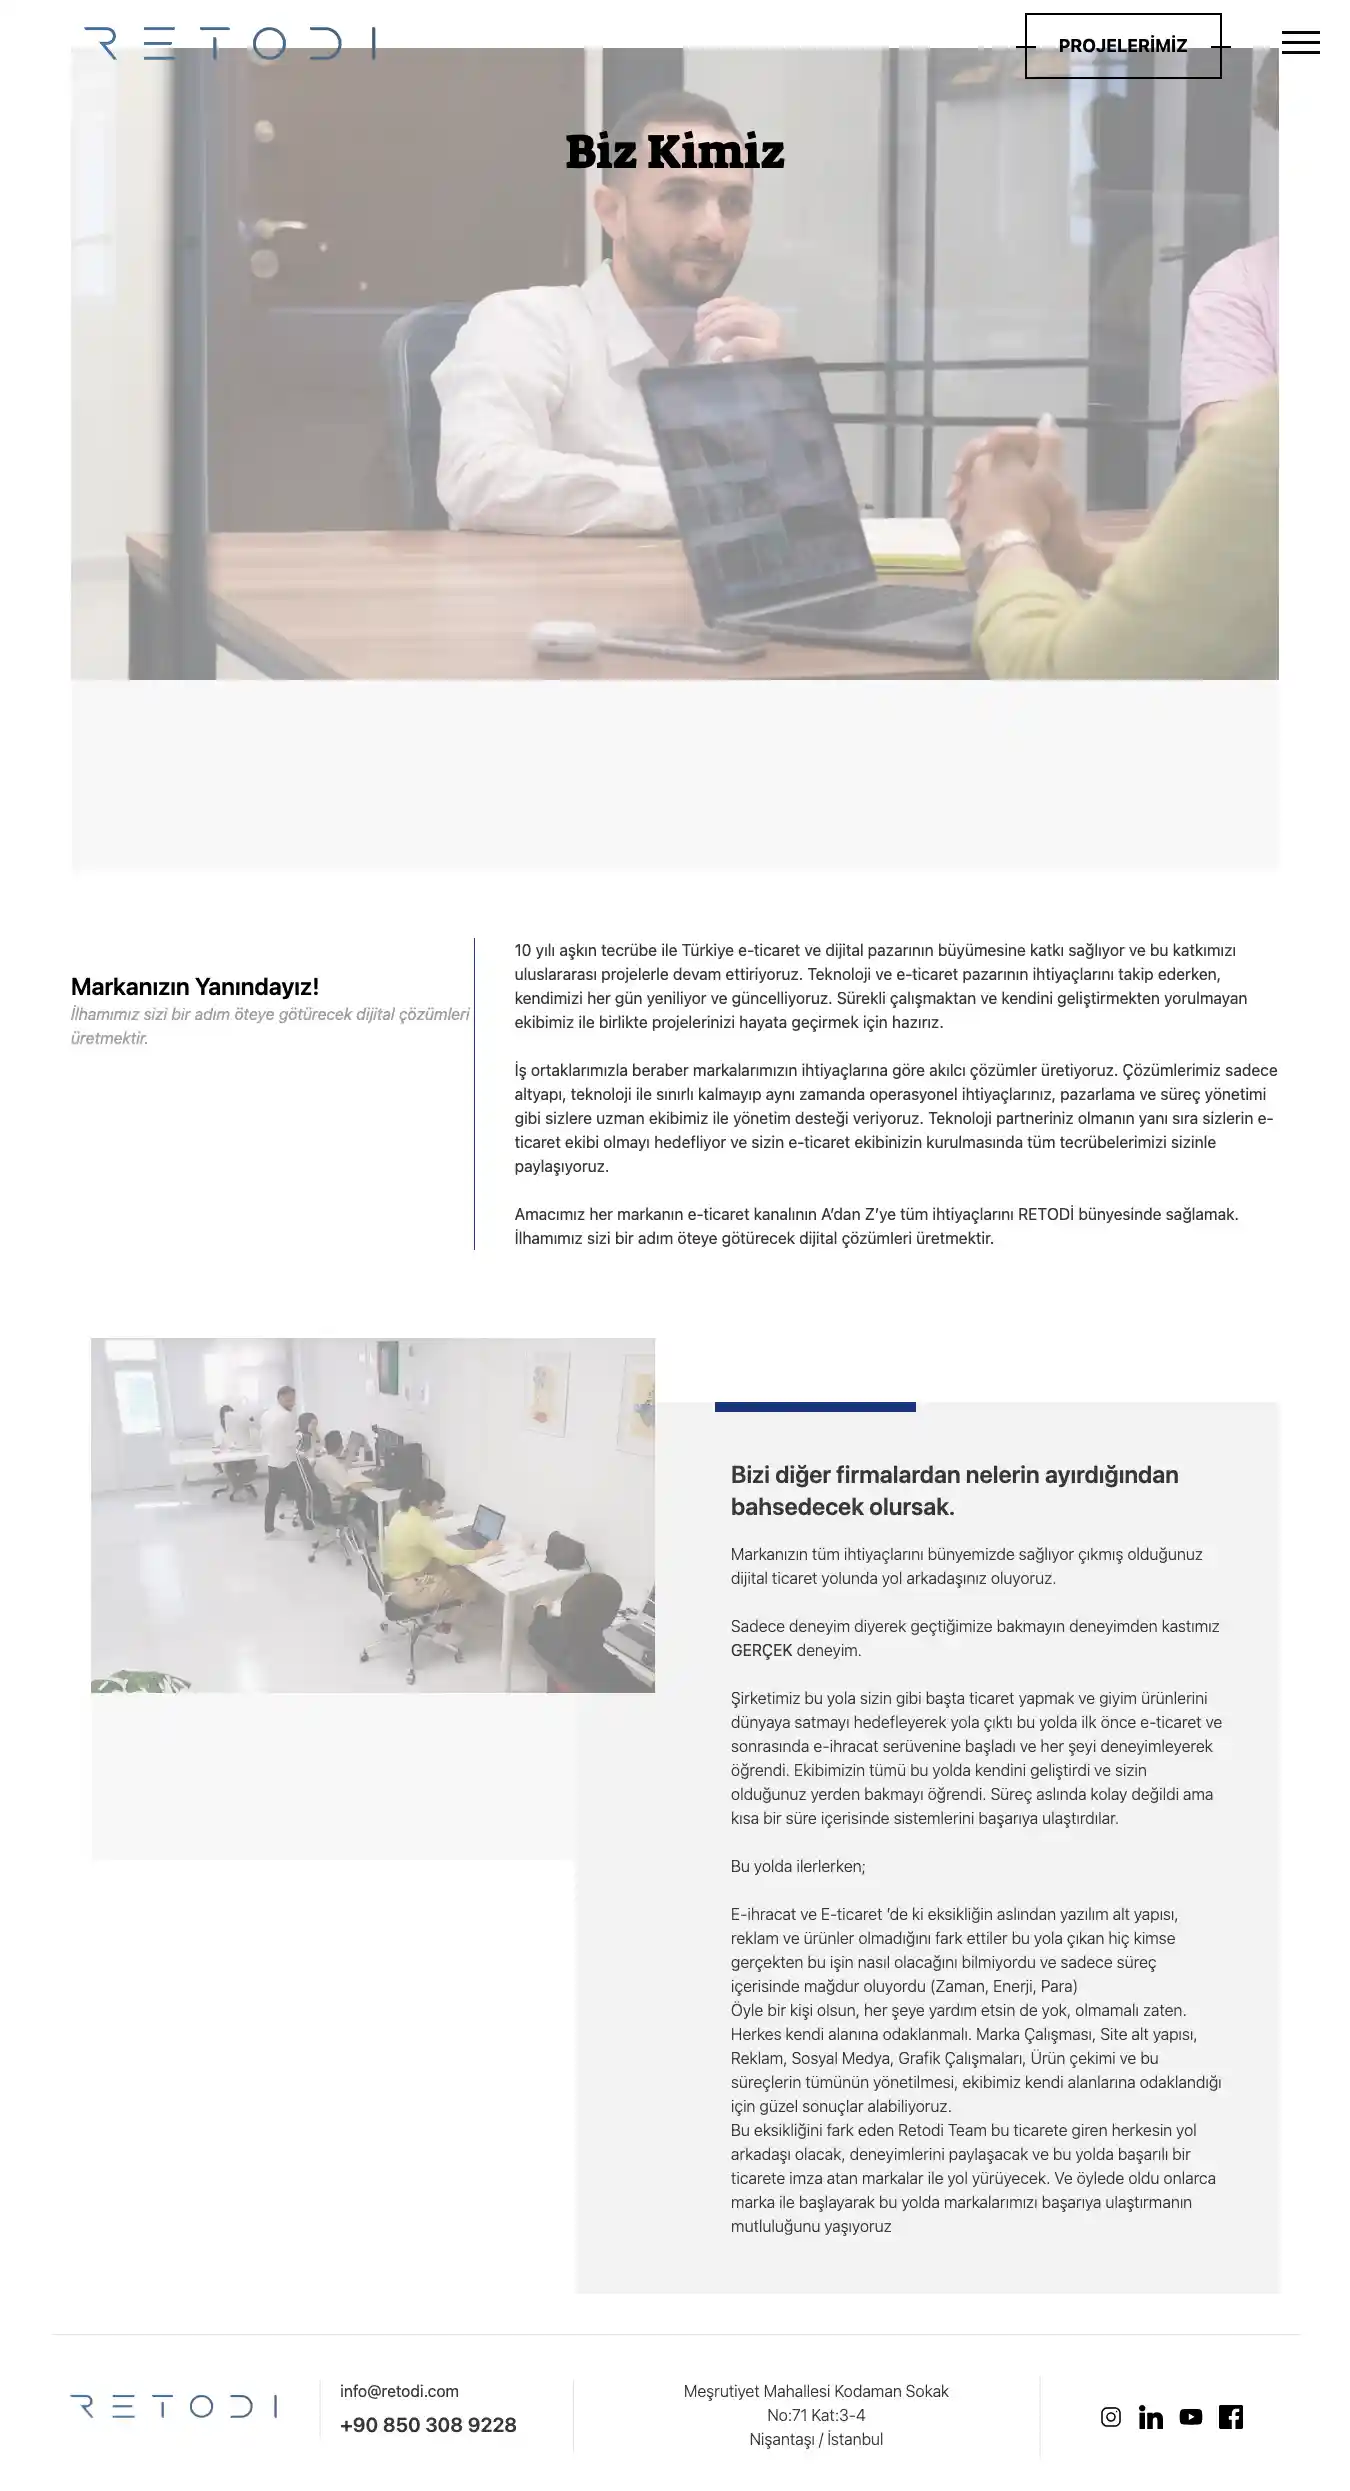 RETODI
PROJELERİMİZ
Biz Kimiz
Markanızın Yanındayız!
İlhamımız sizi bir adım öteye götürecek dijital çözümleri
üretmektir.
10 yılı aşkın tecrübe ile Türkiye e-ticaret ve dijital pazarının büyümesine katkı sağlıyor ve bu katkımızı
uluslararası projelerle devam ettiriyoruz. Teknoloji ve e-ticaret pazarının ihtiyaçlarını takip ederken,
kendimizi her gün yeniliyor ve güncelliyoruz. Sürekli çalışmaktan ve kendini geliştirmekten yorulmayan
ekibimiz ile birlikte projelerinizi hayata geçirmek için hazırız.
İş ortaklarımızla beraber markalarımızın ihtiyaçlarına göre akılcı çözümler üretiyoruz. Çözümlerimiz sadece
altyapı, teknoloji ile sınırlı kalmayıp aynı zamanda operasyonel ihtiyaçlarınız, pazarlama ve süreç yönetimi
gibi sizlere uzman ekibimiz ile yönetim desteği veriyoruz. Teknoloji partneriniz olmanın yanı sıra sizlerin e-
ticaret ekibi olmayı hedefliyor ve sizin e-ticaret ekibinizin kurulmasında tüm tecrübelerimizi sizinle
paylaşıyoruz.
Amacımız her markanın e-ticaret kanalının A’dan Z’ye tüm ihtiyaçlarını RETODİ bünyesinde sağlamak.
İlhamımız sizi bir adım öteye götürecek dijital çözümleri üretmektir.
Bizi diğer firmalardan nelerin ayırdığından
bahsedecek olursak.
Markanızın tüm ihtiyaçlarını bünyemizde sağlıyor çıkmış olduğunuz
dijital ticaret yolunda yol arkadaşınız oluyoruz.
Sadece deneyim diyerek geçtiğimize bakmayın deneyimden kastımız
GERÇEK deneyim.
Şirketimiz bu yola sizin gibi başta ticaret yapmak ve giyim ürünlerini
dünyaya satmayı hedefleyerek yola çıktı bu yolda ilk önce e-ticaret ve
sonrasında e-ihracat serüvenine başladı ve her şeyi deneyimleyerek
öğrendi. Ekibimizin tümü bu yolda kendini geliştirdi ve sizin
olduğunuz yerden bakmayı öğrendi. Süreç aslında kolay değildi ama
kısa bir süre içerisinde sistemlerini başarıya ulaştırdılar.
Bu yolda ilerlerken;
E-ihracat ve E-ticaret ’de ki eksikliğin aslından yazılım alt yapısı,
reklam ve ürünler olmadığını fark ettiler bu yola çıkan hiç kimse
gerçekten bu işin nasıl olacağını bilmiyordu ve sadece süreç
içerisinde mağdur oluyordu (Zaman, Enerji, Para)
Öyle bir kişi olsun, her şeye yardım etsin de yok, olmamalı zaten.
Herkes kendi alanına odaklanmalı. Marka Çalışması, Site alt yapısı,
Reklam, Sosyal Medya, Grafik Çalışmaları, Ürün çekimi ve bu
süreçlerin tümünün yönetilmesi, ekibimiz kendi alanlarına odaklandığı
için güzel sonuçlar alabiliyoruz.
Bu eksikliğini fark eden Retodi Team bu ticarete giren herkesin yol
arkadaşı olacak, deneyimlerini paylaşacak ve bu yolda başarılı bir
ticarete imza atan markalar ile yol yürüyecek. Ve öylede oldu onlarca
marka ile başlayarak bu yolda markalarımızı başarıya ulaştırmanın
mutluluğunu yaşıyoruz
RETODI
info@retodi.com
+90 850 308 9228
Meşrutiyet Mahallesi Kodaman Sokak
No:71 Kat:3-4
Nişantaşı / İstanbul